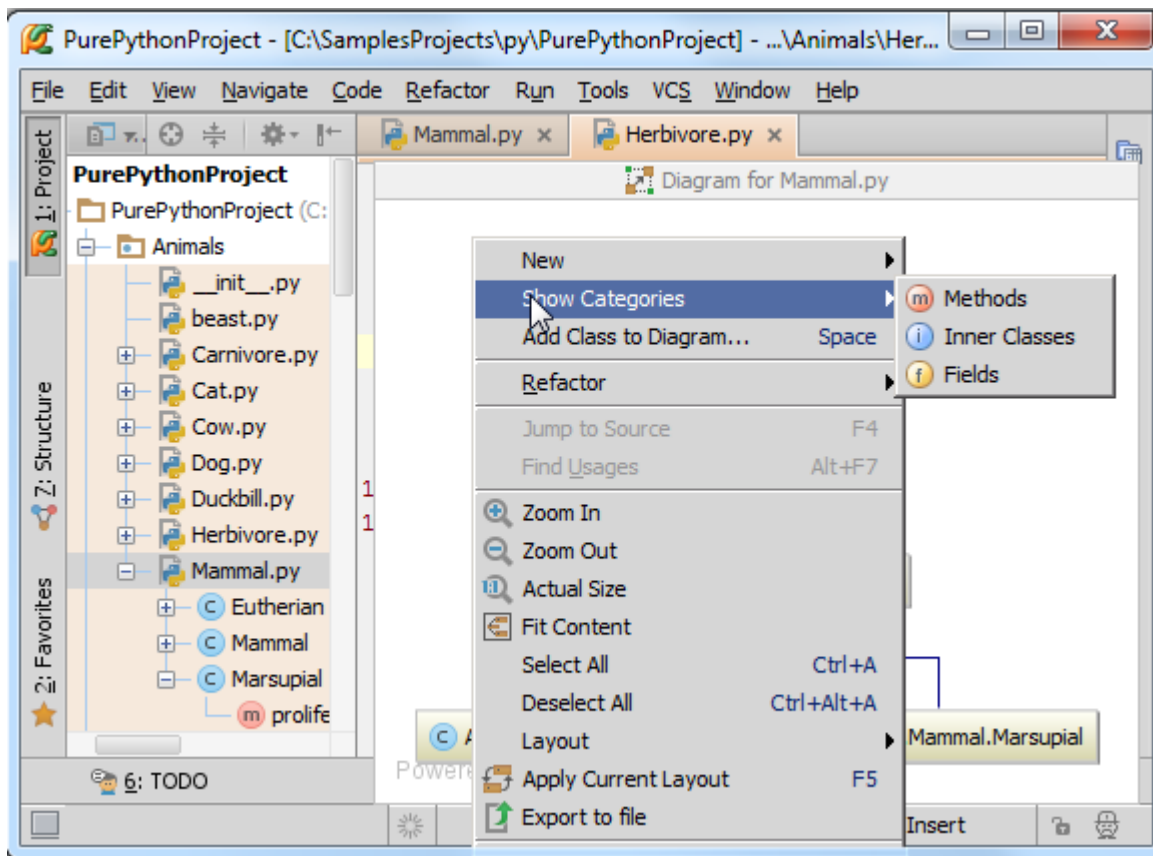 PurePythonProject - [C:\SamplesProjects\py\PurePythonProject] - ...\Animals\Her...
File Edit View Navigate Code Refactor Run Tools VCS Window Help
1: Project
Z: Structure
2: Favorites
PurePythonProject
PurePythonProject (C:
Animals
__init__.py
beast.py
Carnivore.py
Cat.py
Cow.py
Dog.py
Duckbill.py
Herbivore.py
Mammal.py
Eutherian
Mammal
Marsupial
prolife
Mammal.py Herbivore.py
Diagram for Mammal.py
1
1
New
Show Categories
Add Class to Diagram... Space
Refactor
Jump to Source F4
Find Usages Alt+F7
Zoom In
Zoom Out
Actual Size
Fit Content
Select All Ctrl+A
Deselect All Ctrl+Alt+A
Layout
Apply Current Layout F5
Export to file
m Methods
i Inner Classes
f Fields
Mammal.Marsupial
6: TODO
Insert